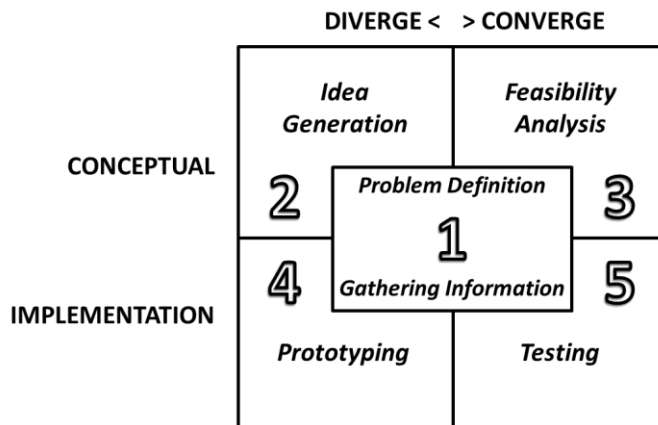 DIVERGE < > CONVERGE
Idea Generation
Feasibility Analysis
CONCEPTUAL
2
Problem Definition
3
1
4
Gathering Information
5
IMPLEMENTATION
Prototyping
Testing